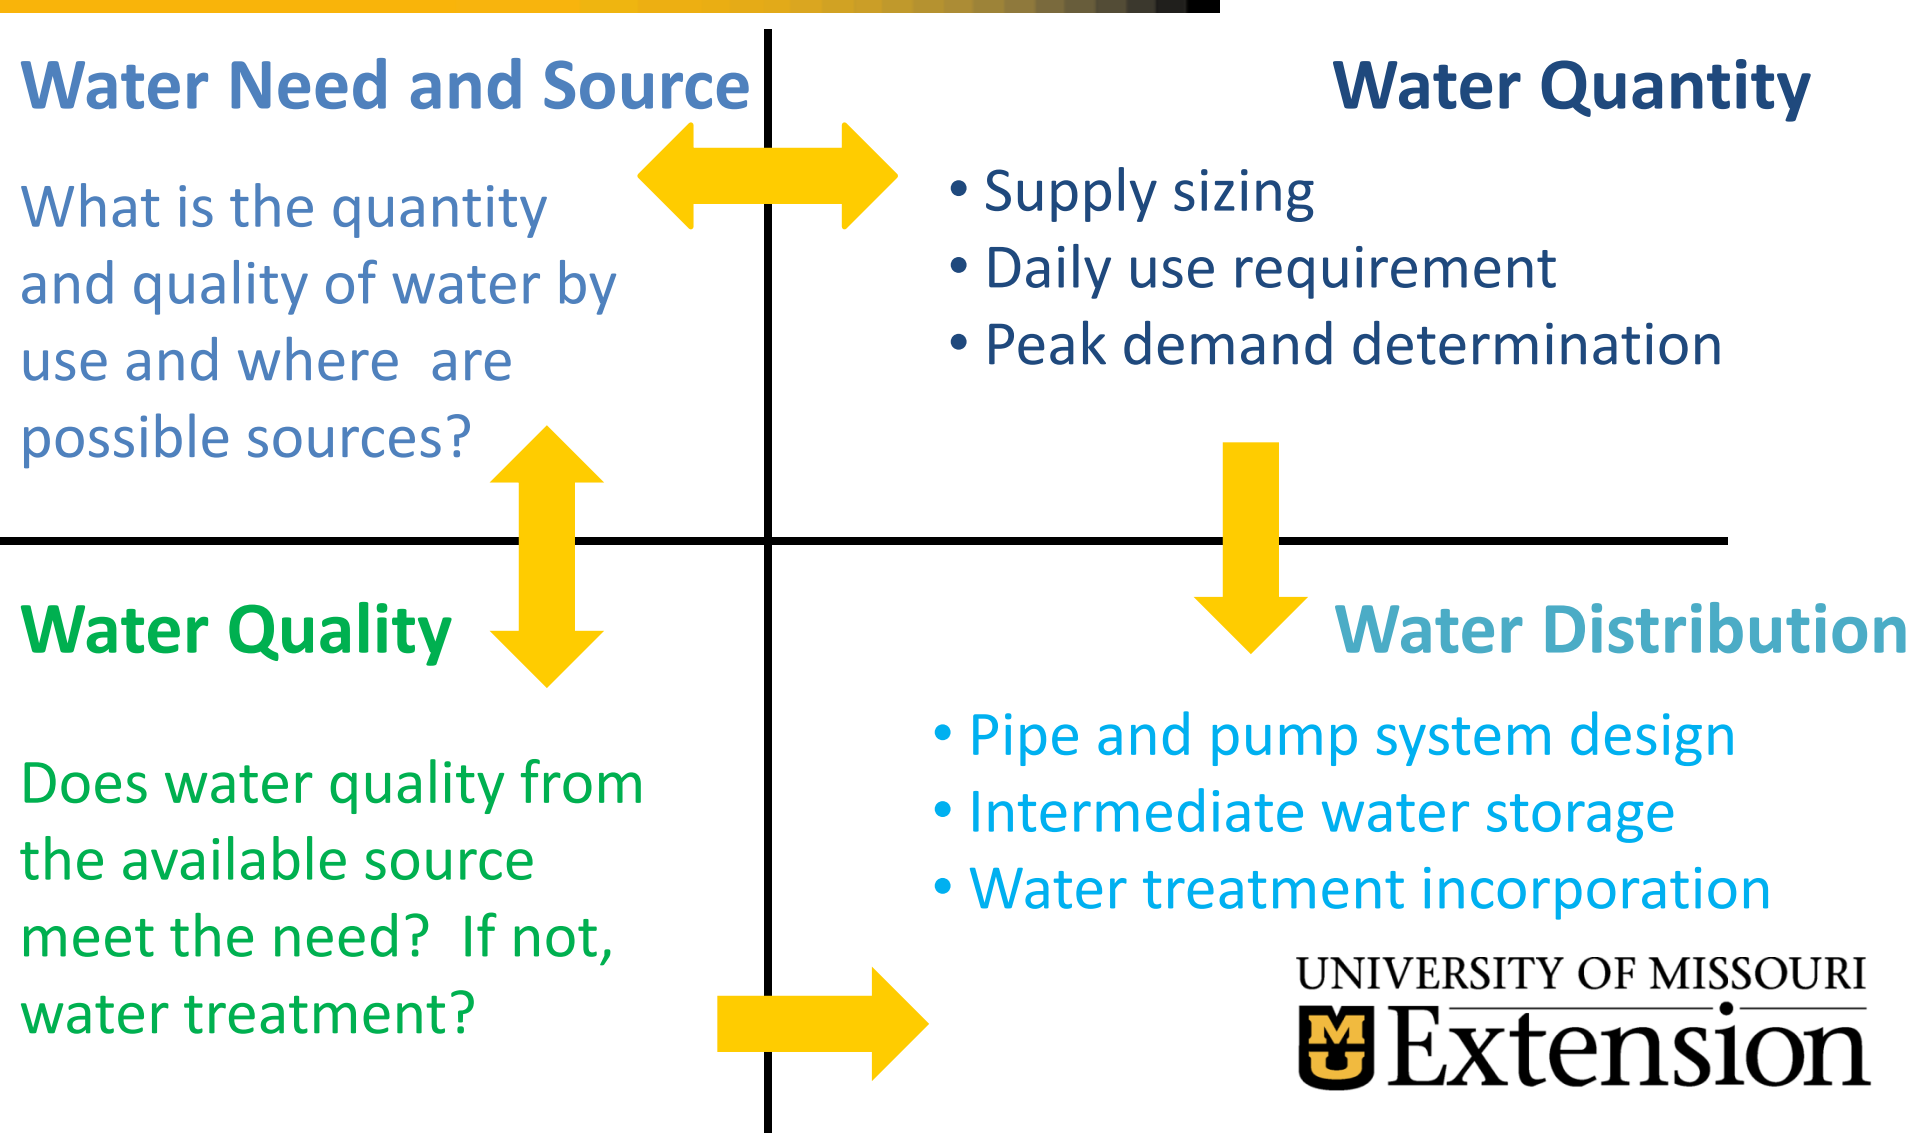 Water Need and Source
What is the quantity
and quality of water by
use and where  are
possible sources?
Water Quantity
• Supply sizing
• Daily use requirement
• Peak demand determination
Water Quality
Does water quality from
the available source
meet the need?  If not,
water treatment?
Water Distribution
• Pipe and pump system design
• Intermediate water storage
• Water treatment incorporation
UNIVERSITY OF MISSOURI
MU Extension